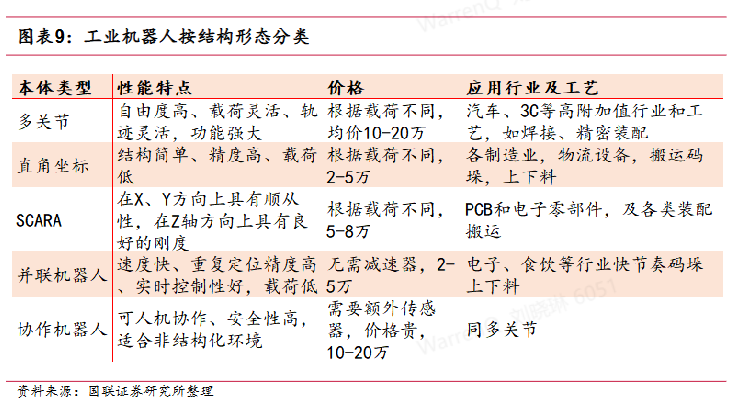 图表9：工业机器人按结构形态分类
本体类型 性能特点 价格 应用行业及工艺
多关节 自由度高、载荷灵活、轨 根据载荷不同， 汽车、3C等高附加值行业和工
迹灵活，功能强大 均价10-20万 艺，如焊接、精密装配
直角坐标 结构简单、精度高、载荷 根据载荷不同， 各制造业，物流设备，搬运码
低 2-5万 垛，上下料
在X、Y方向上具有顺从
SCARA 性，在Z轴方向上具有良 根据载荷不同， PCB和电子零部件，及各类装配
好的刚度 5-8万 搬运
并联机器人 速度快、重复定位精度高 无需减速器，2- 电子、食饮等行业快节奏码垛
、实时控制性好，载荷低 5万 上下料
需要额外传感
协作机器人 可人机协作、安全性高， 器，价格贵， 同多关节
适合非结构化环境 10-20万
资料来源：国联证券研究所整理
WarrenQ
WarrenQ 刘晓琳 6051